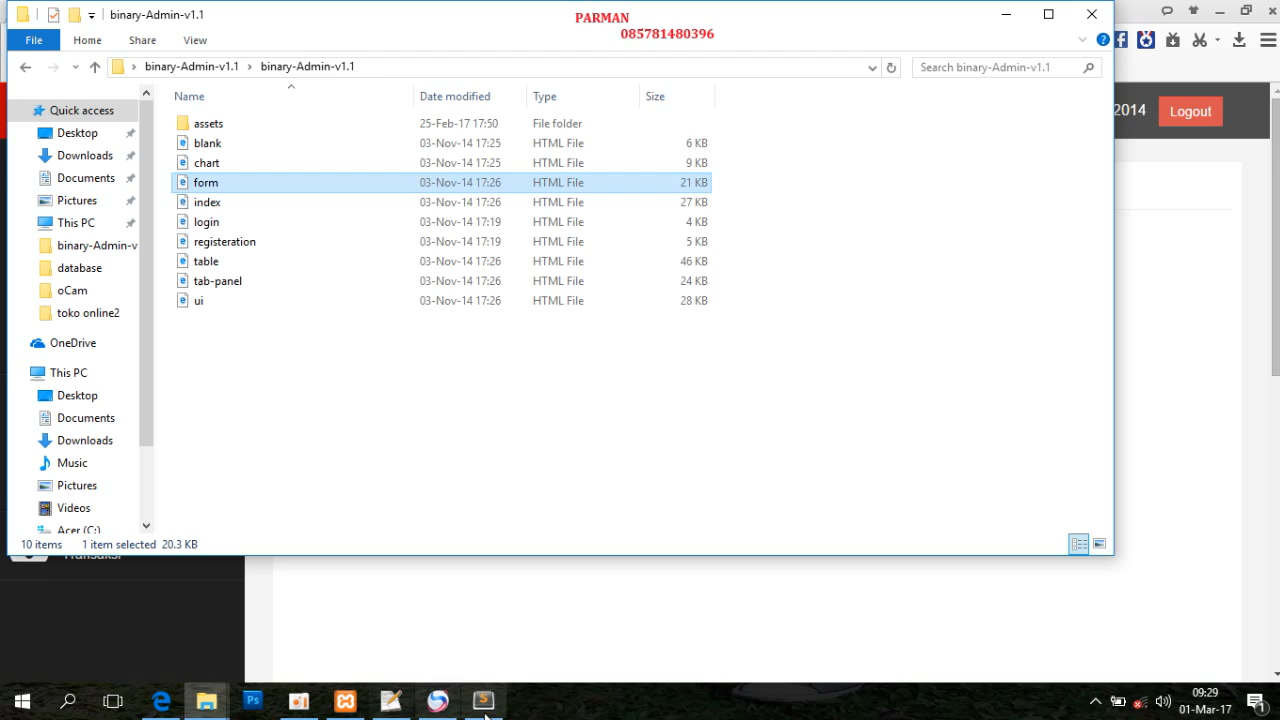 binary-Admin-v1.1
PARMAN
085781480396
File Home Share View
binary-Admin-v1.1 binary-Admin-v1.1
Search binary-Admin-v1.1
2014 Logout
Name Date modified Type Size
Quick access
Desktop
Downloads
Documents
Pictures
This PC
binary-Admin-v
database
oCam
toko online2
OneDrive
This PC
Desktop
Documents
Downloads
Music
Pictures
Videos
Acer (C:)
assets 25-Feb-17 17:50 File folder
blank 03-Nov-14 17:25 HTML File 6 KB
chart 03-Nov-14 17:25 HTML File 9 KB
form 03-Nov-14 17:26 HTML File 21 KB
index 03-Nov-14 17:26 HTML File 27 KB
login 03-Nov-14 17:19 HTML File 4 KB
registeration 03-Nov-14 17:19 HTML File 5 KB
table 03-Nov-14 17:26 HTML File 46 KB
tab-panel 03-Nov-14 17:26 HTML File 24 KB
ui 03-Nov-14 17:26 HTML File 28 KB
10 items 1 item selected 20.3 KB
09:29
01-Mar-17